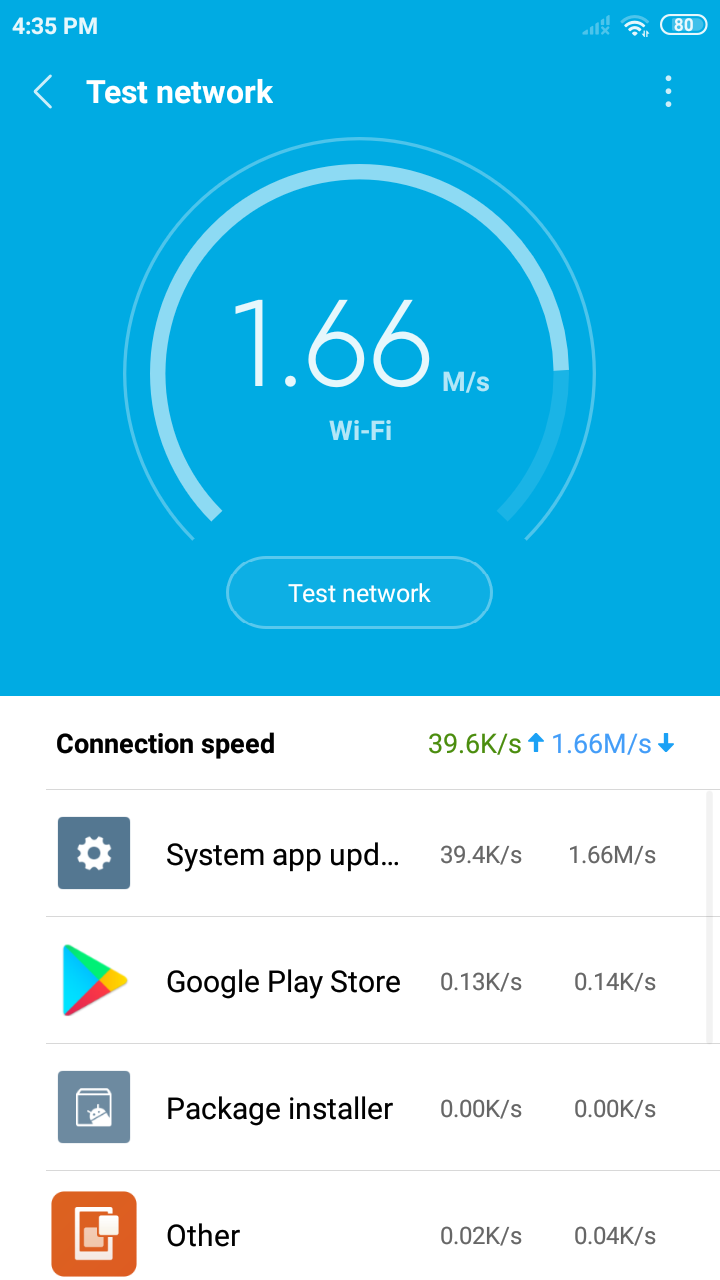 4:35 PM 80
Test network
1.66 M/s
Wi-Fi
Test network
Connection speed 39.6K/s 1.66M/s
System app upd... 39.4K/s 1.66M/s
Google Play Store 0.13K/s 0.14K/s
Package installer 0.00K/s 0.00K/s
Other 0.02K/s 0.04K/s